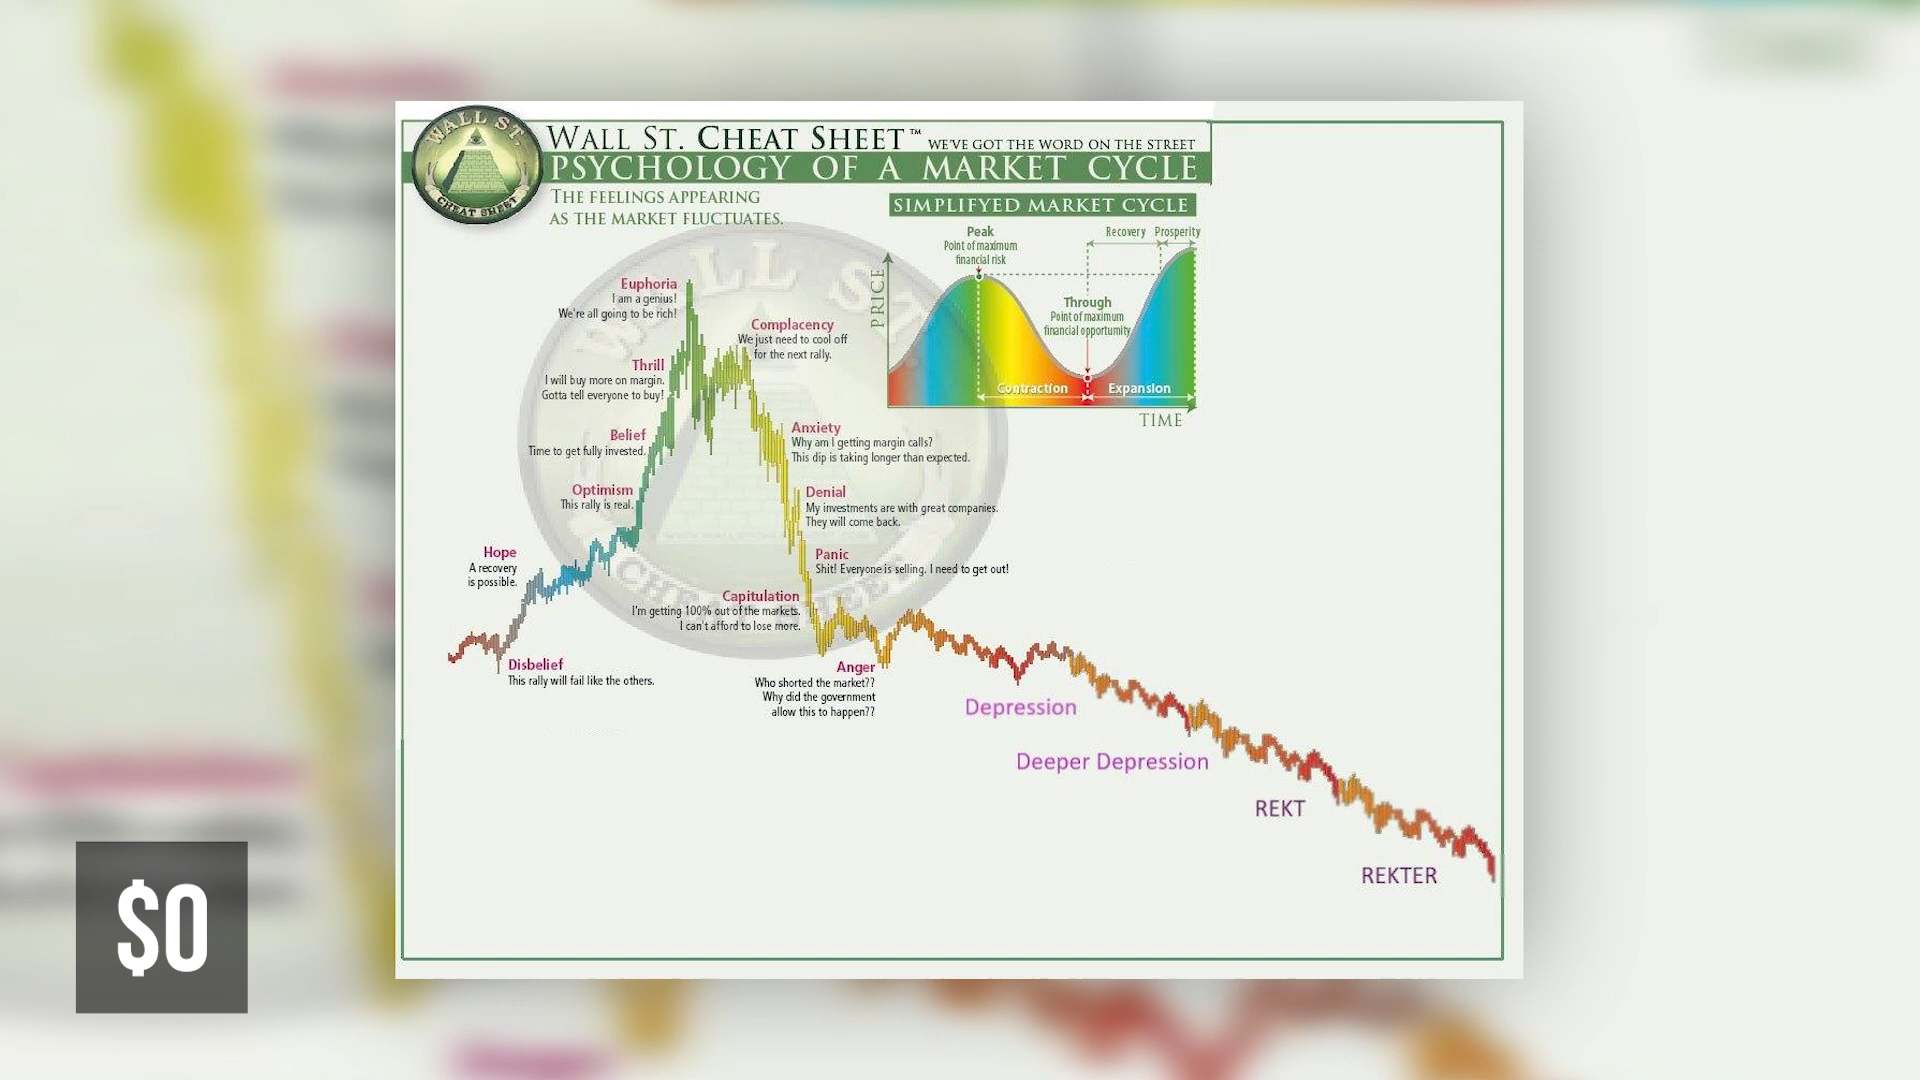 WALL ST.
CHEAT SHEET
WALL ST. CHEAT SHEET™ WE'VE GOT THE WORD ON THE STREET
PSYCHOLOGY OF A MARKET CYCLE
THE FEELINGS APPEARING
AS THE MARKET FLUCTUATES.
SIMPLIFYED MARKET CYCLE
Peak
Point of maximum
financial risk
Recovery Prosperity
Through
Point of maximum
financial opportunity
Contraction Expansion
PRICE
TIME
WALL ST.
CHEAT SHEET
Euphoria
I am a genius!
We're all going to be rich!
Complacency
We just need to cool off
for the next rally.
Thrill
I will buy more on margin.
Gotta tell everyone to buy!
Belief
Time to get fully invested.
Anxiety
Why am I getting margin calls?
This dip is taking longer than expected.
Optimism
This rally is real.
Denial
My investments are with great companies.
They will come back.
Hope
A recovery
is possible.
Panic
Shit! Everyone is selling. I need to get out!
Capitulation
I'm getting 100% out of the markets.
I can't afford to lose more.
Disbelief
This rally will fail like the others.
Anger
Who shorted the market??
Why did the government
allow this to happen??
Depression
Deeper Depression
REKT
REKTER
$0